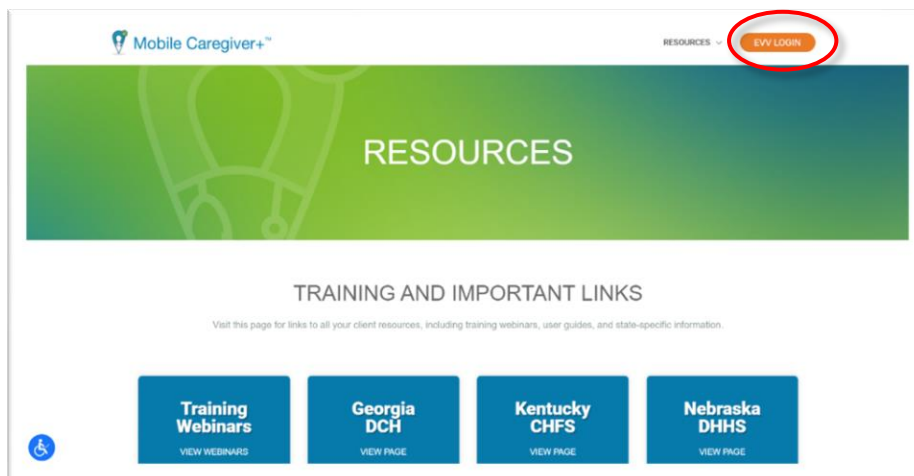 Mobile Caregiver+™
RESOURCES
EVV LOGIN
RESOURCES
TRAINING AND IMPORTANT LINKS
Visit this page for links to all your client resources, including training webinars, user guides, and state-specific information.
Training
Webinars
VIEW WEBINARS
Georgia
DCH
VIEW PAGE
Kentucky
CHFS
VIEW PAGE
Nebraska
DHHS
VIEW PAGE